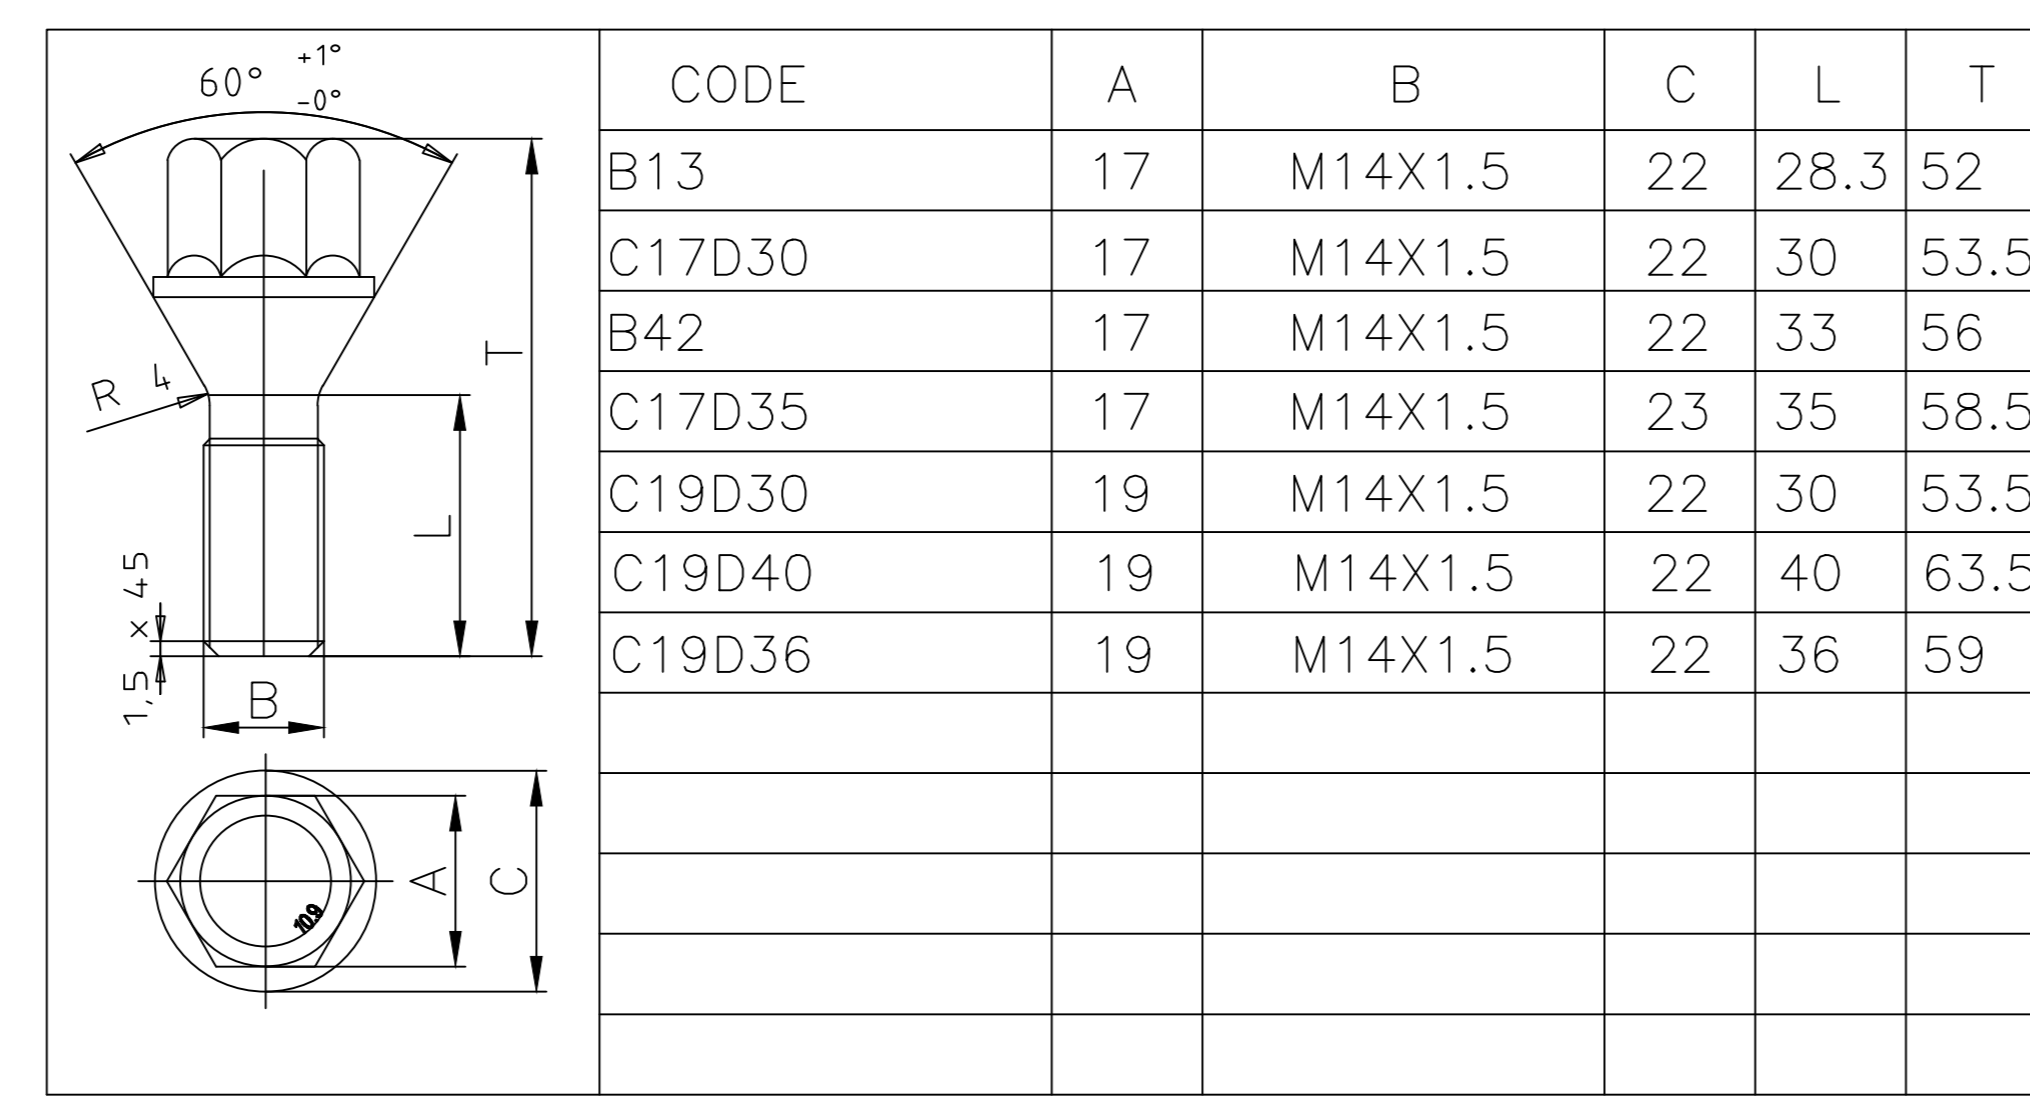 60° +1° -0°
R 4
T
L
1,5 x 45
B
A
C
10.9
CODE A B C L T
B13 17 M14X1.5 22 28.3 52
C17D30 17 M14X1.5 22 30 53.5
B42 17 M14X1.5 22 33 56
C17D35 17 M14X1.5 23 35 58.5
C19D30 19 M14X1.5 22 30 53.5
C19D40 19 M14X1.5 22 40 63.5
C19D36 19 M14X1.5 22 36 59